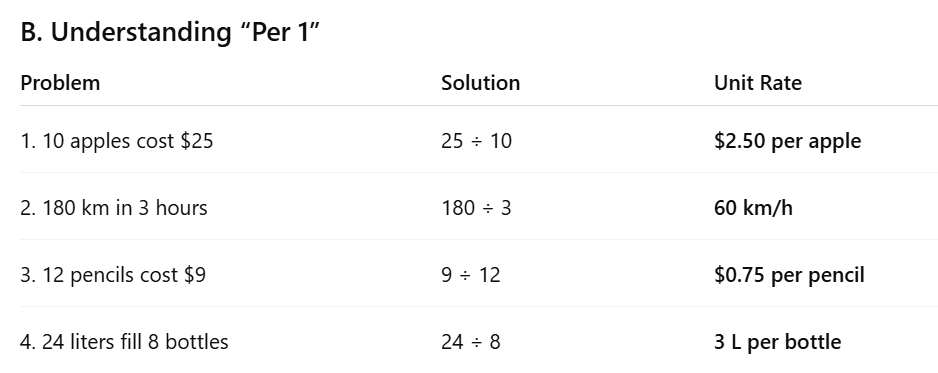 B. Understanding “Per 1”
Problem Solution Unit Rate
1. 10 apples cost $25 25 ÷ 10 $2.50 per apple
2. 180 km in 3 hours 180 ÷ 3 60 km/h
3. 12 pencils cost $9 9 ÷ 12 $0.75 per pencil
4. 24 liters fill 8 bottles 24 ÷ 8 3 L per bottle